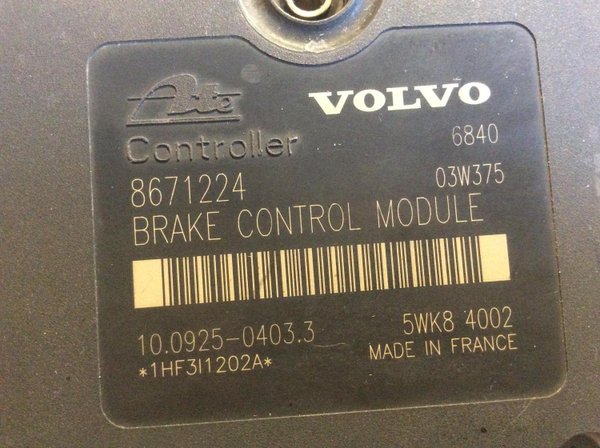 Ate VOLVO
Controller 6840
8671224 03W375
BRAKE CONTROL MODULE
10.0925-0403.3 5WK8 4002
*1HF3I1202A* MADE IN FRANCE